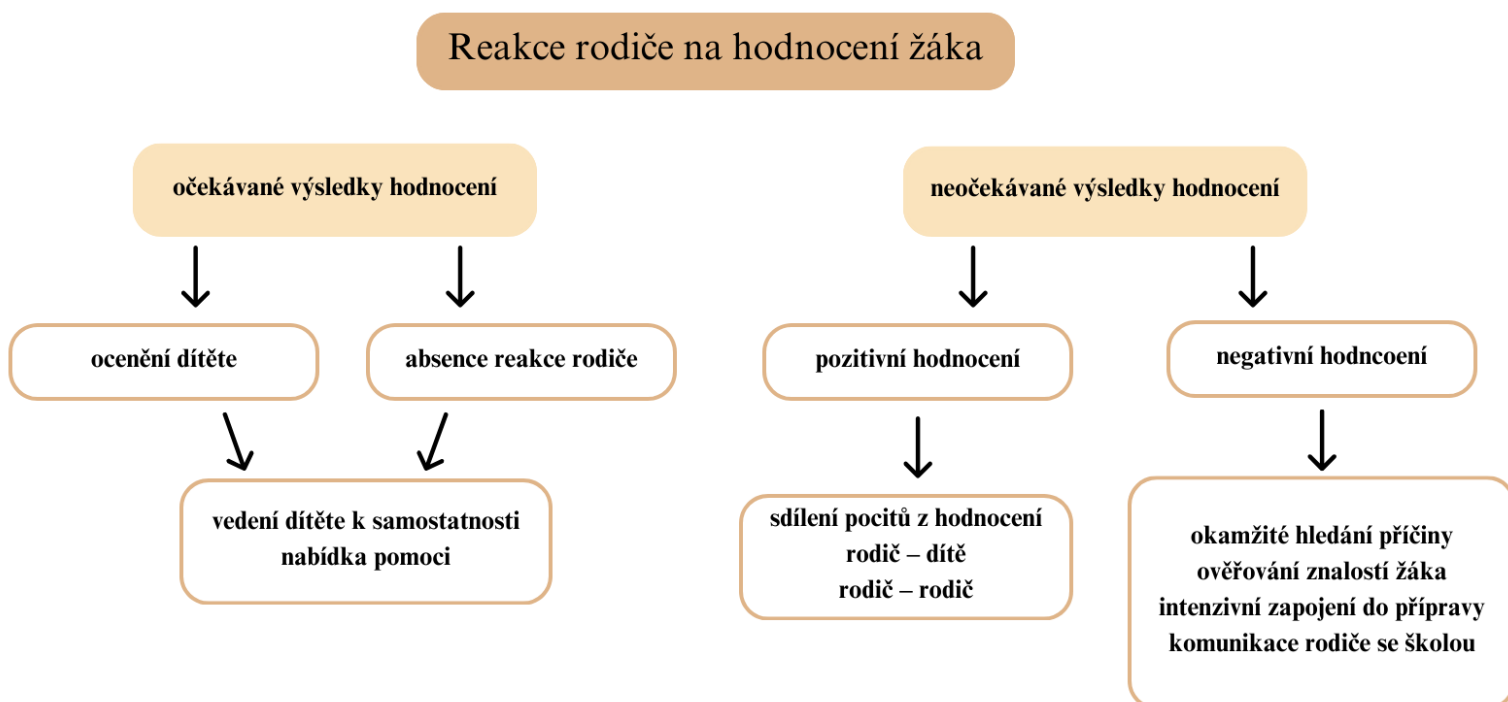 Reakce rodiče na hodnocení žáka
očekávané výsledky hodnocení
neočekávané výsledky hodnocení
ocenění dítěte
absence reakce rodiče
pozitivní hodnocení
negativní hodncoení
vedení dítěte k samostatnosti
nabídka pomoci
sdílení pocitů z hodnocení
rodič – dítě
rodič – rodič
okamžité hledání příčiny
ověřování znalostí žáka
intenzivní zapojení do přípravy
komunikace rodiče se školou